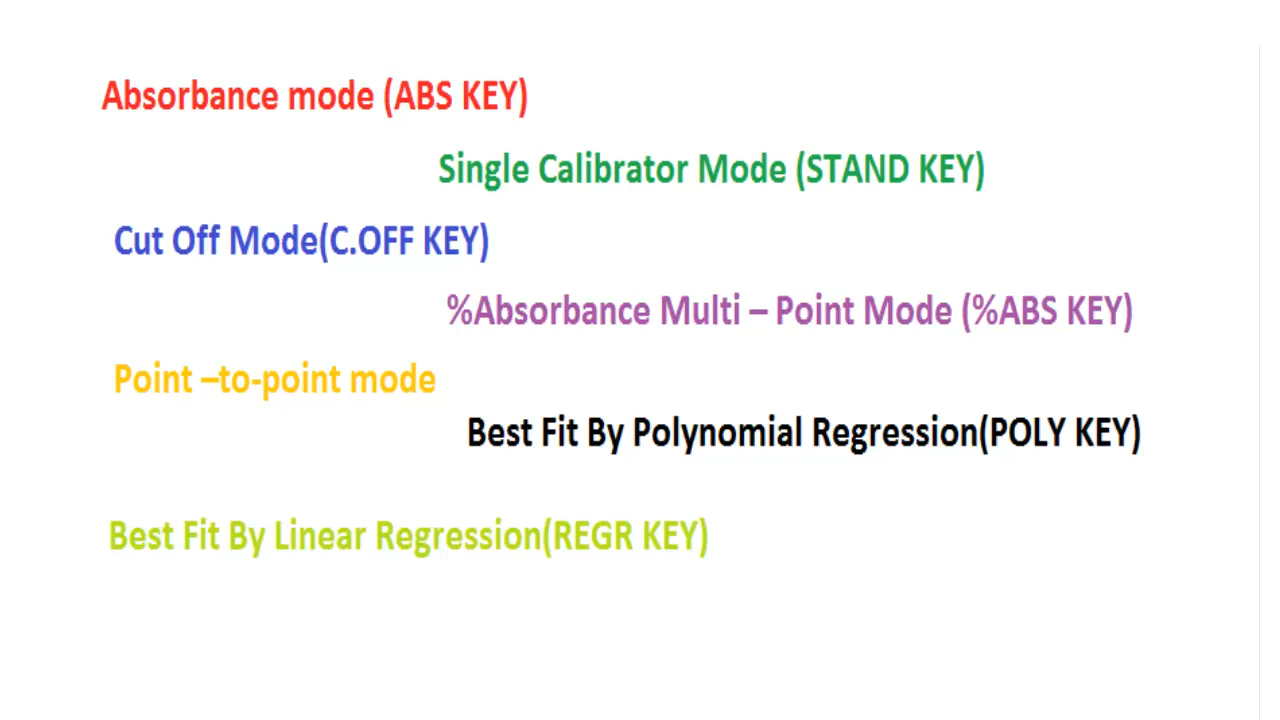 Absorbance mode (ABS KEY)
Single Calibrator Mode (STAND KEY)
Cut Off Mode(C.OFF KEY)
%Absorbance Multi – Point Mode (%ABS KEY)
Point –to-point mode
Best Fit By Polynomial Regression(POLY KEY)
Best Fit By Linear Regression(REGR KEY)